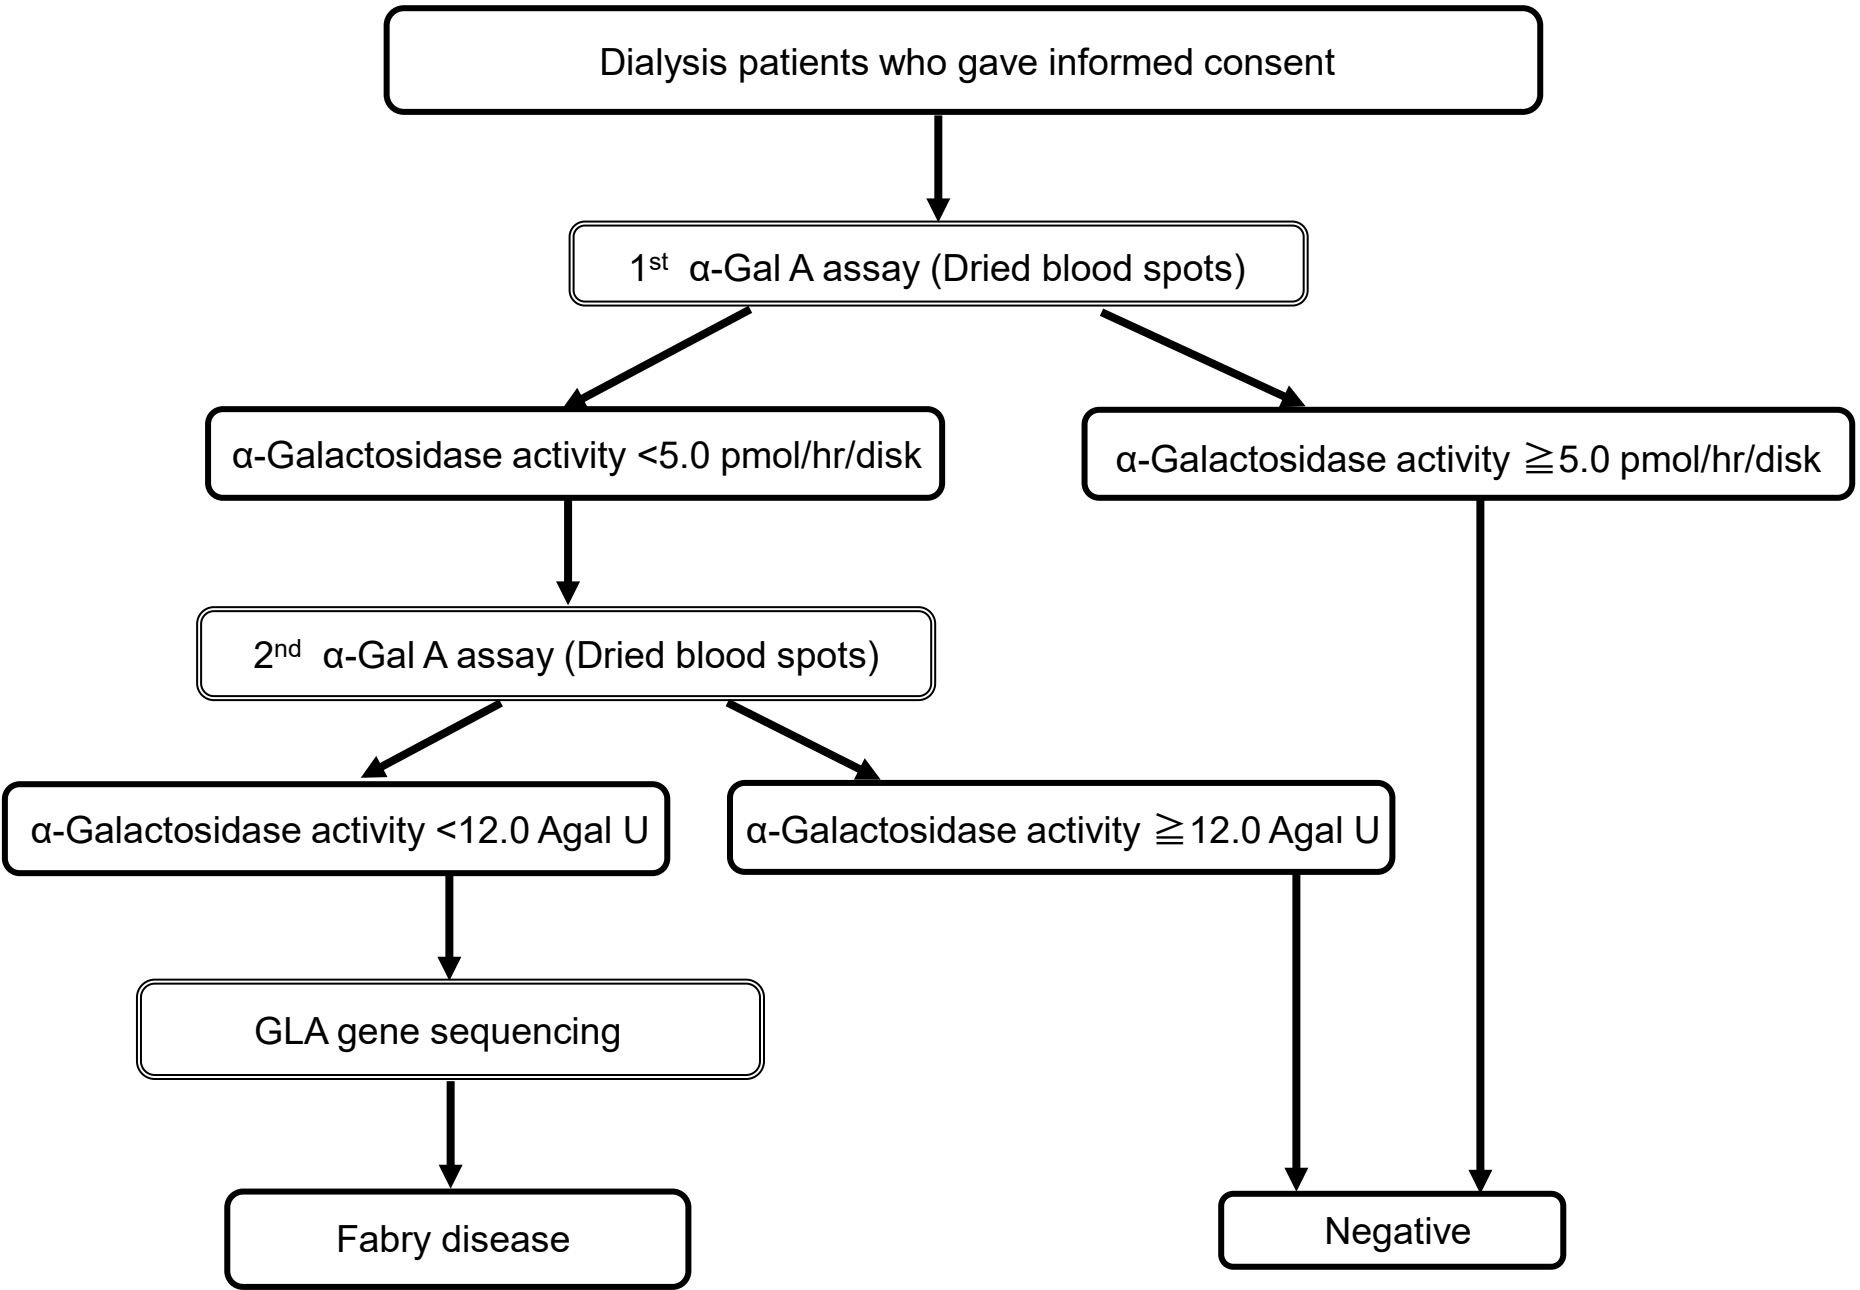 Dialysis patients who gave informed consent
1st α-Gal A assay (Dried blood spots)
α-Galactosidase activity <5.0 pmol/hr/disk
α-Galactosidase activity ≧5.0 pmol/hr/disk
2nd α-Gal A assay (Dried blood spots)
α-Galactosidase activity <12.0 Agal U
α-Galactosidase activity ≧12.0 Agal U
GLA gene sequencing
Fabry disease
Negative